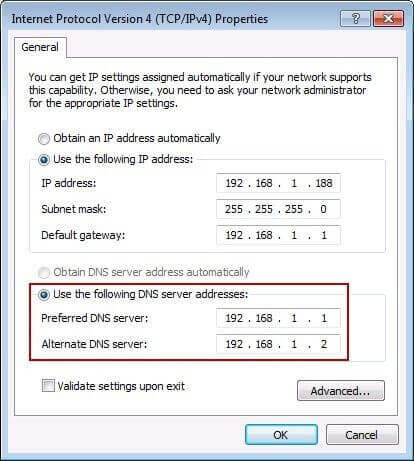 Internet Protocol Version 4 (TCP/IPv4) Properties
General
You can get IP settings assigned automatically if your network supports
this capability. Otherwise, you need to ask your network administrator
for the appropriate IP settings.
Obtain an IP address automatically
Use the following IP address:
IP address: 192 . 168 . 1 . 188
Subnet mask: 255 . 255 . 255 . 0
Default gateway: 192 . 168 . 1 . 1
Obtain DNS server address automatically
Use the following DNS server addresses:
Preferred DNS server: 192 . 168 . 1 . 1
Alternate DNS server: 192 . 168 . 1 . 2
Validate settings upon exit
Advanced...
OK Cancel